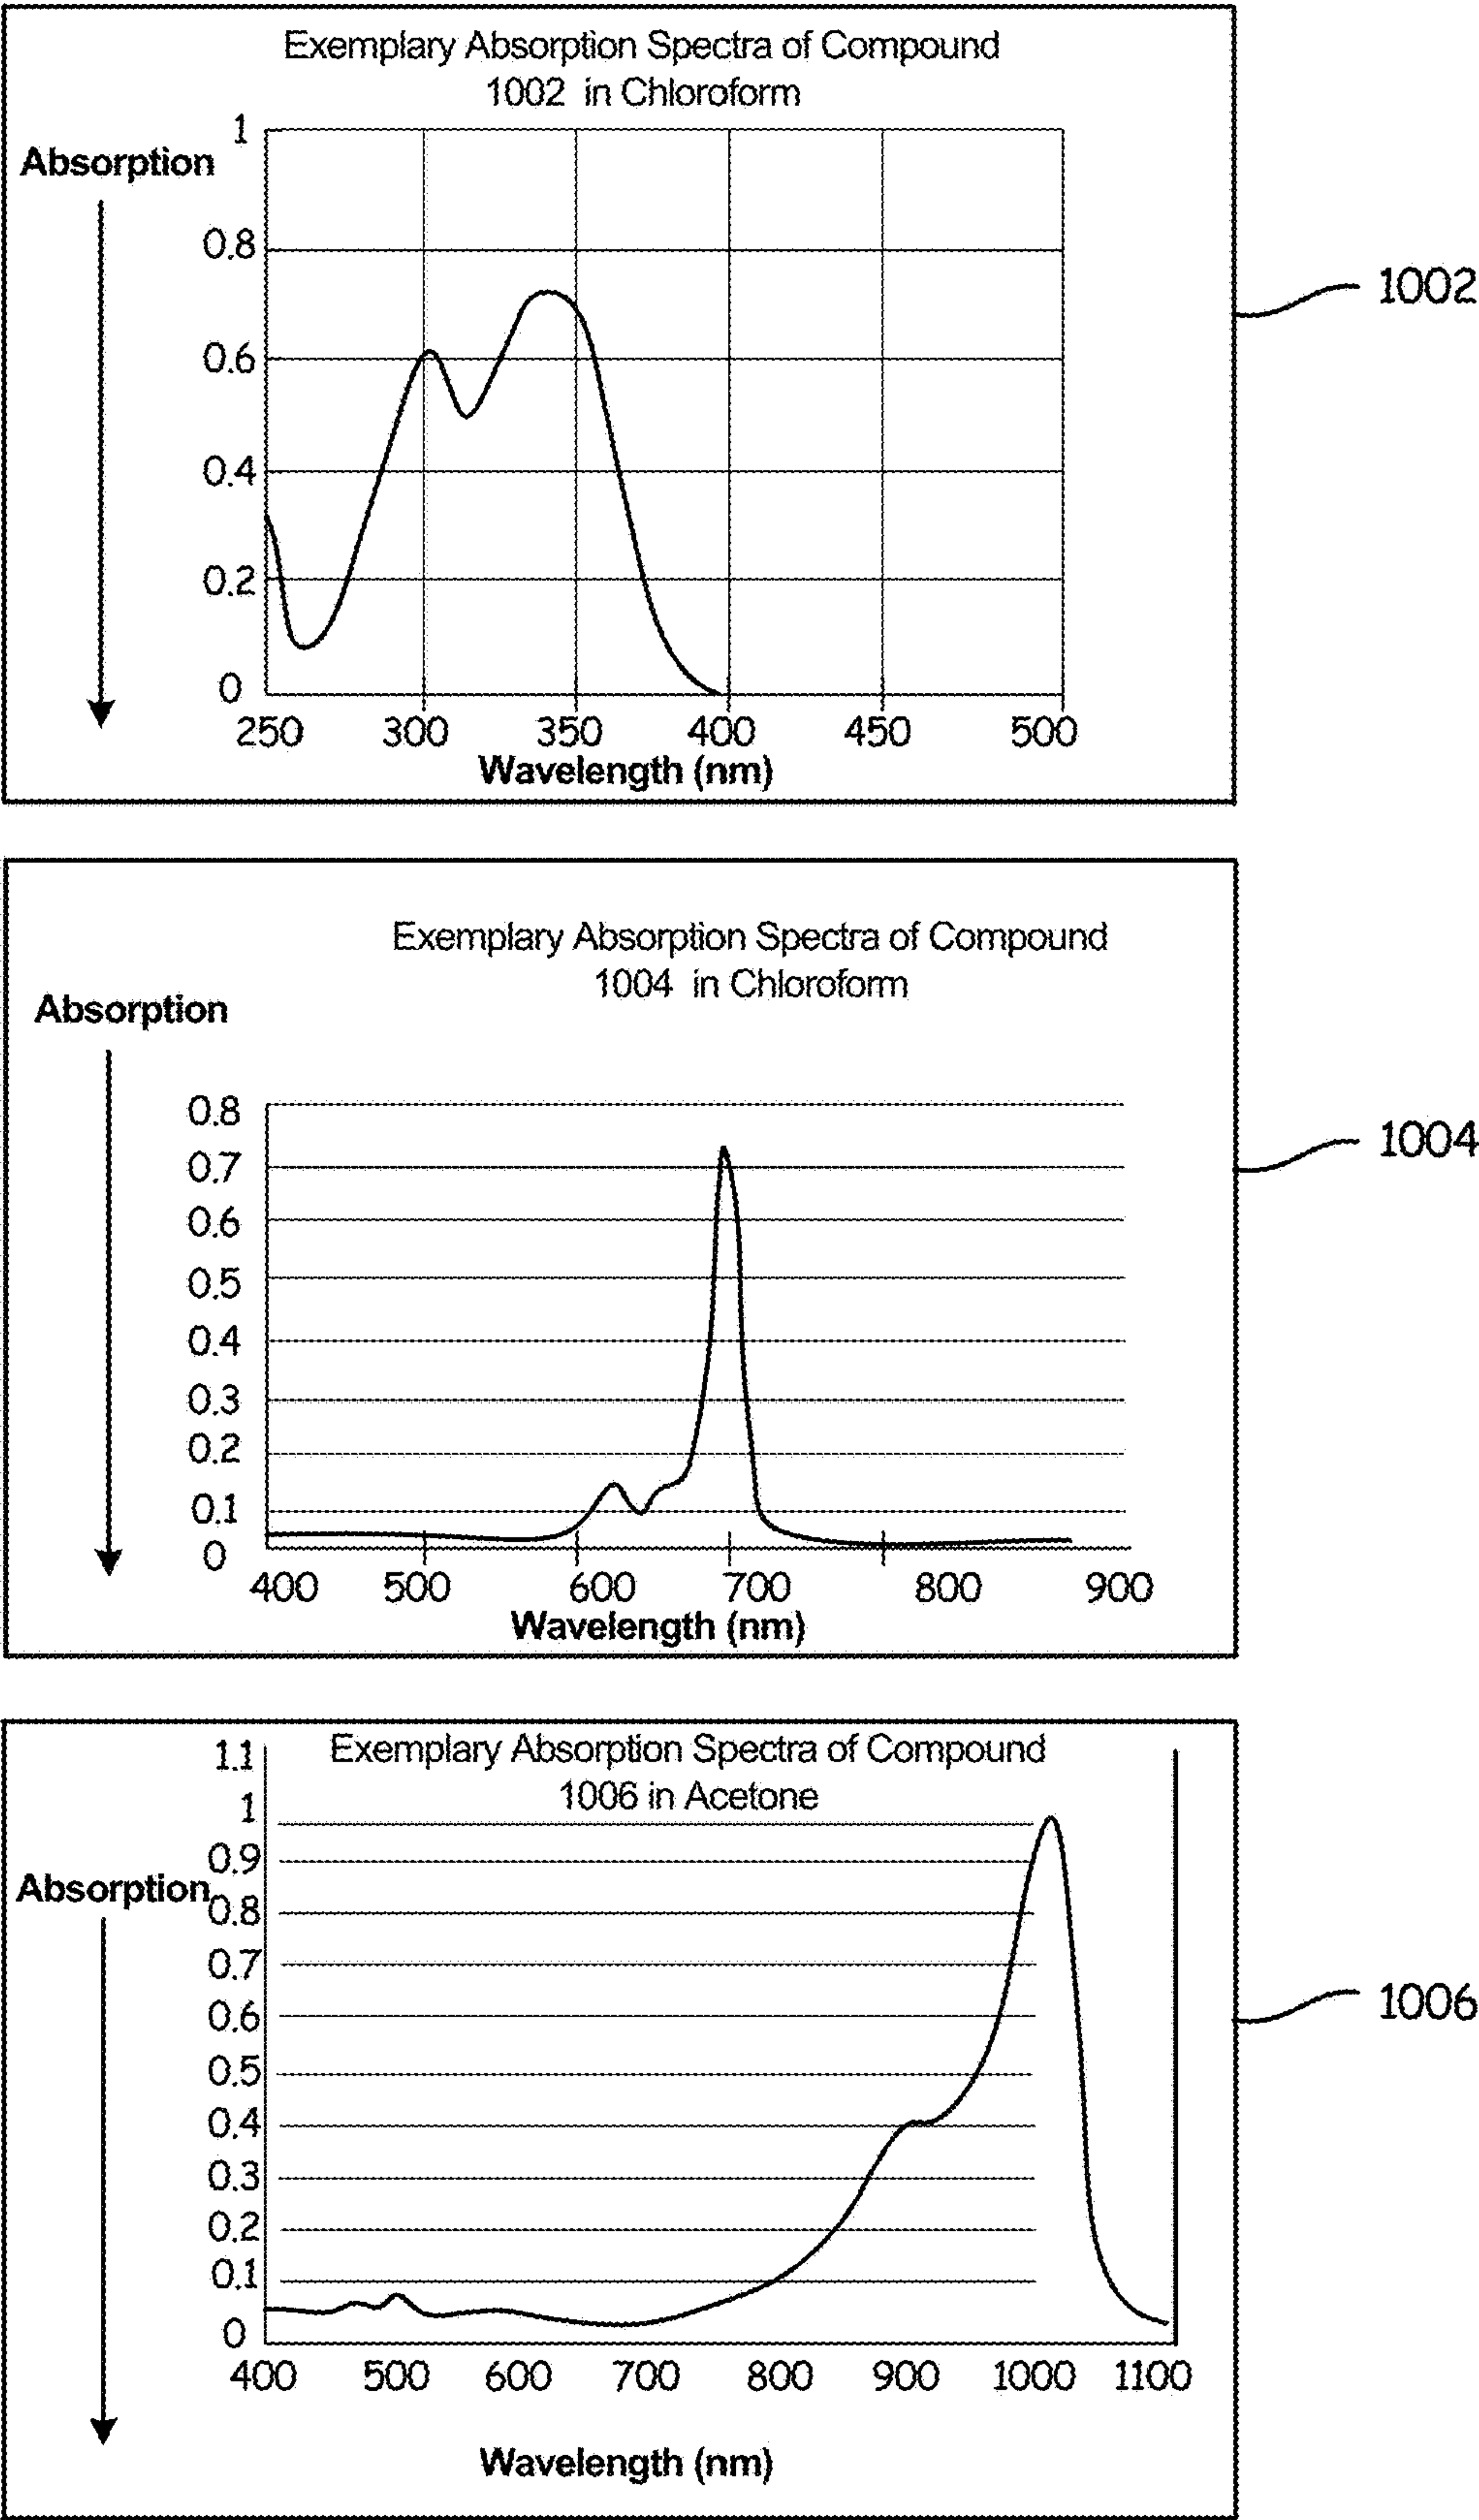 Exemplary Absorption Spectra of Compound
1002 in Chloroform
Absorption
1
0.8
0.6
0.4
0.2
0
250 300 350 400 450 500
Wavelength (nm)
1002
Exemplary Absorption Spectra of Compound
1004 in Chloroform
Absorption
0.8
0.7
0.6
0.5
0.4
0.3
0.2
0.1
0
400 500 600 700 800 900
Wavelength (nm)
1004
Exemplary Absorption Spectra of Compound
1006 in Acetone
Absorption
1.1
1
0.9
0.8
0.7
0.6
0.5
0.4
0.3
0.2
0.1
0
400 500 600 700 800 900 1000 1100
Wavelength (nm)
1006